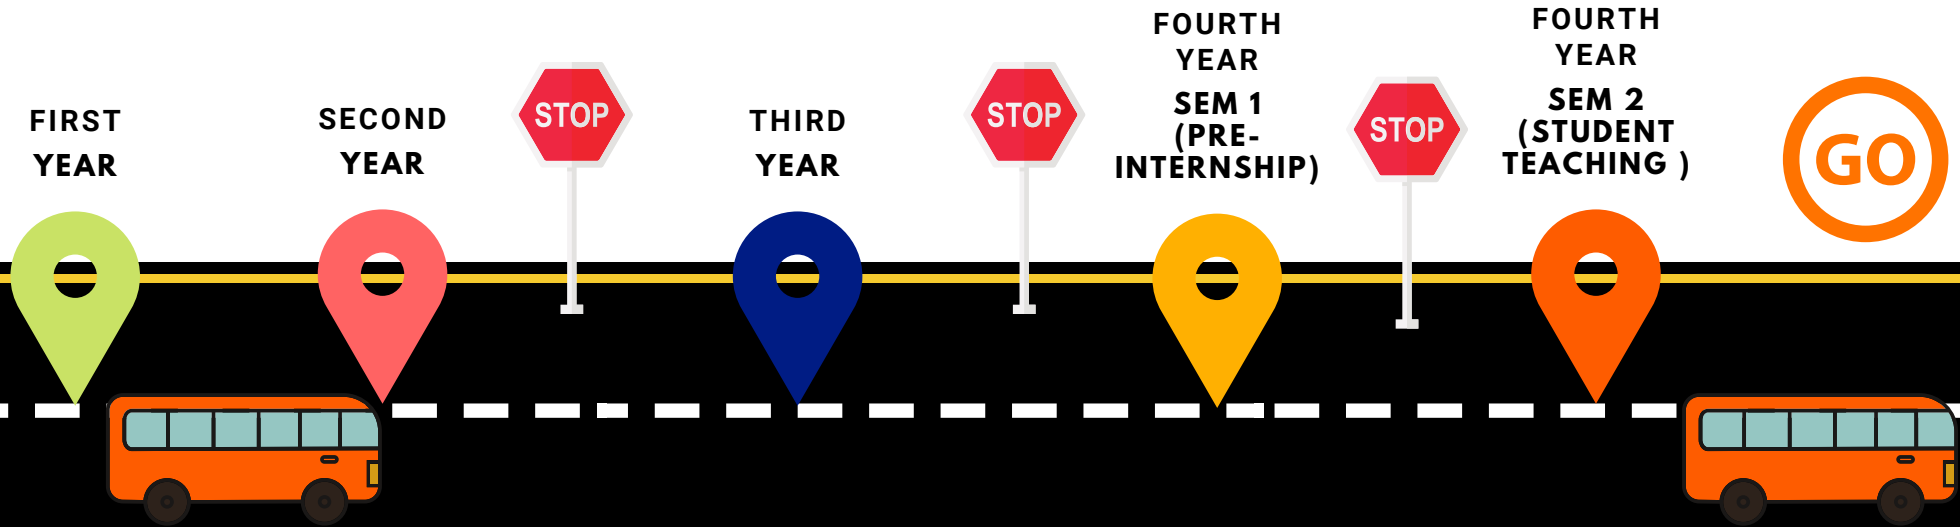 FIRST
YEAR
SECOND
YEAR
STOP
THIRD
YEAR
STOP
FOURTH
YEAR
SEM 1
(PRE-
INTERNSHIP)
STOP
FOURTH
YEAR
SEM 2
(STUDENT
TEACHING )
GO